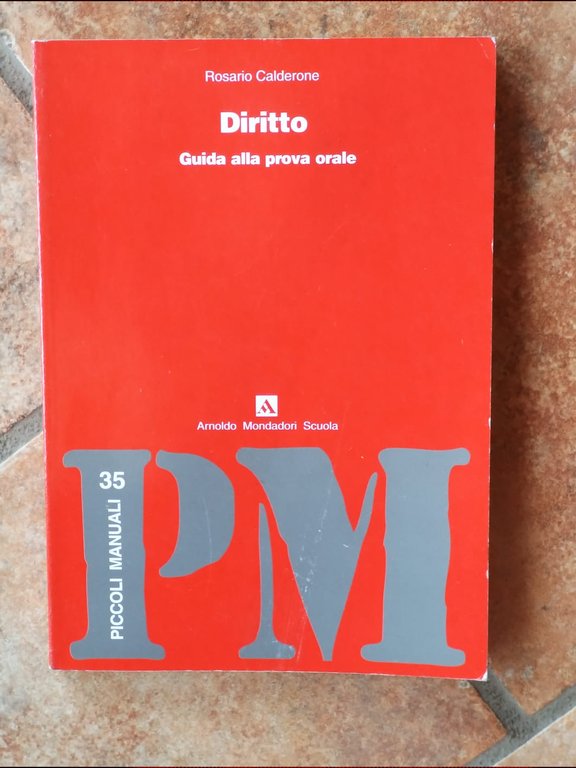 Rosario Calderone
Diritto
Guida alla prova orale
A
Arnoldo Mondadori Scuola
PM
PICCOLI MANUALI 35